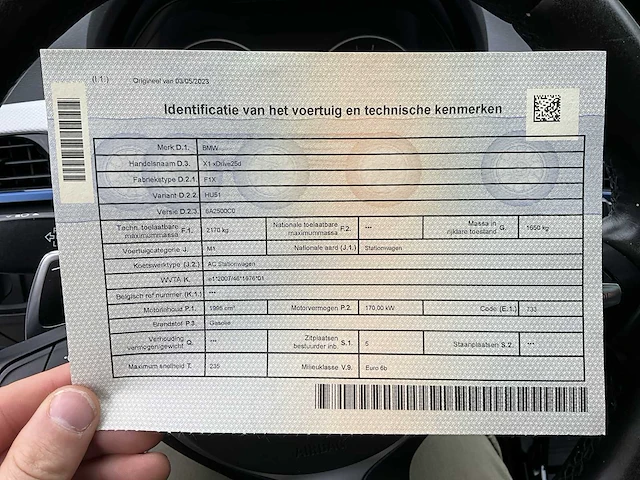 (I.1.) Origineel van 03/05/2023
Identificatie van het voertuig en technische kenmerken
Merk D.1. BMW
Handelsnaam D.3. X1 xDrive25d
Fabriekstype D.2.1. F1X
Variant D.2.2. HU51
Versie D.2.3. 6A2500C0
Techn. toelaatbare maximummassa F.1. 2170 kg Nationale toelaatbare maximummassa F.2. --- Massa in rijklare toestand G. 1650 kg
Voertuigcategorie J. M1 Nationale aard (J.1.) Stationwagen
Koetswerktype (J.2.) AC Stationwagen
WVTA K. e1*2007/46*1676*01
Belgisch ref.nummer (K.1.) ---
Motorinhoud P.1. 1995 cm³ Motorvermogen P.2. 170,00 kW Code (E.1.) 733
Brandstof P.3. Gasolie
Verhouding vermogen/gewicht Q. --- Zitplaatsen bestuurder inb. S.1. 5 Staanplaatsen S.2. ---
Maximum snelheid T. 235 Milieuklasse V.9. Euro 6b